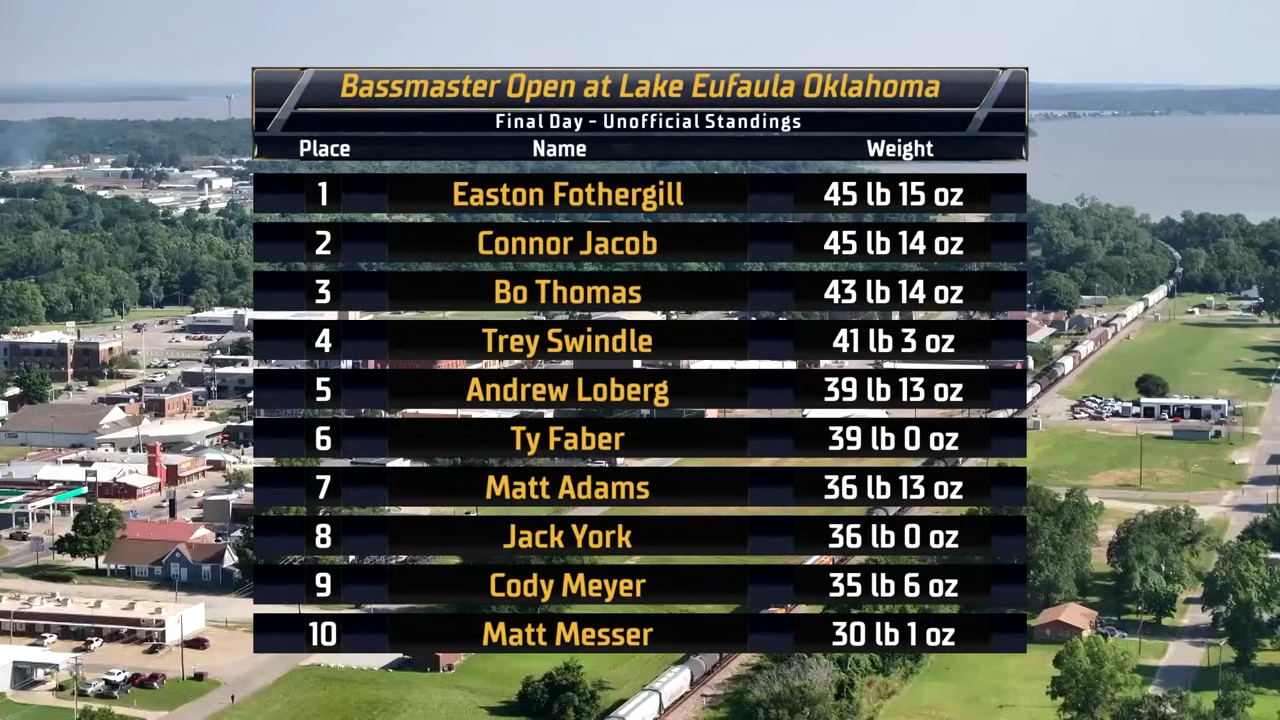 Bassmaster Open at Lake Eufaula Oklahoma
Final Day - Unofficial Standings
Place Name Weight
1 Easton Fothergill 45 lb 15 oz
2 Connor Jacob 45 lb 14 oz
3 Bo Thomas 43 lb 14 oz
4 Trey Swindle 41 lb 3 oz
5 Andrew Loberg 39 lb 13 oz
6 Ty Faber 39 lb 0 oz
7 Matt Adams 36 lb 13 oz
8 Jack York 36 lb 0 oz
9 Cody Meyer 35 lb 6 oz
10 Matt Messer 30 lb 1 oz